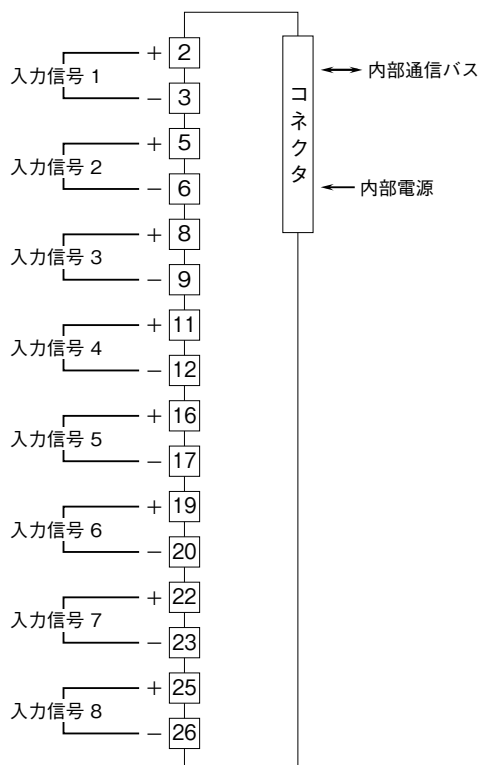 + 2
入力信号 1
− 3
+ 5
入力信号 2
− 6
+ 8
入力信号 3
− 9
+ 11
入力信号 4
− 12
+ 16
入力信号 5
− 17
+ 19
入力信号 6
− 20
+ 22
入力信号 7
− 23
+ 25
入力信号 8
− 26
コネクタ
内部通信バス
内部電源